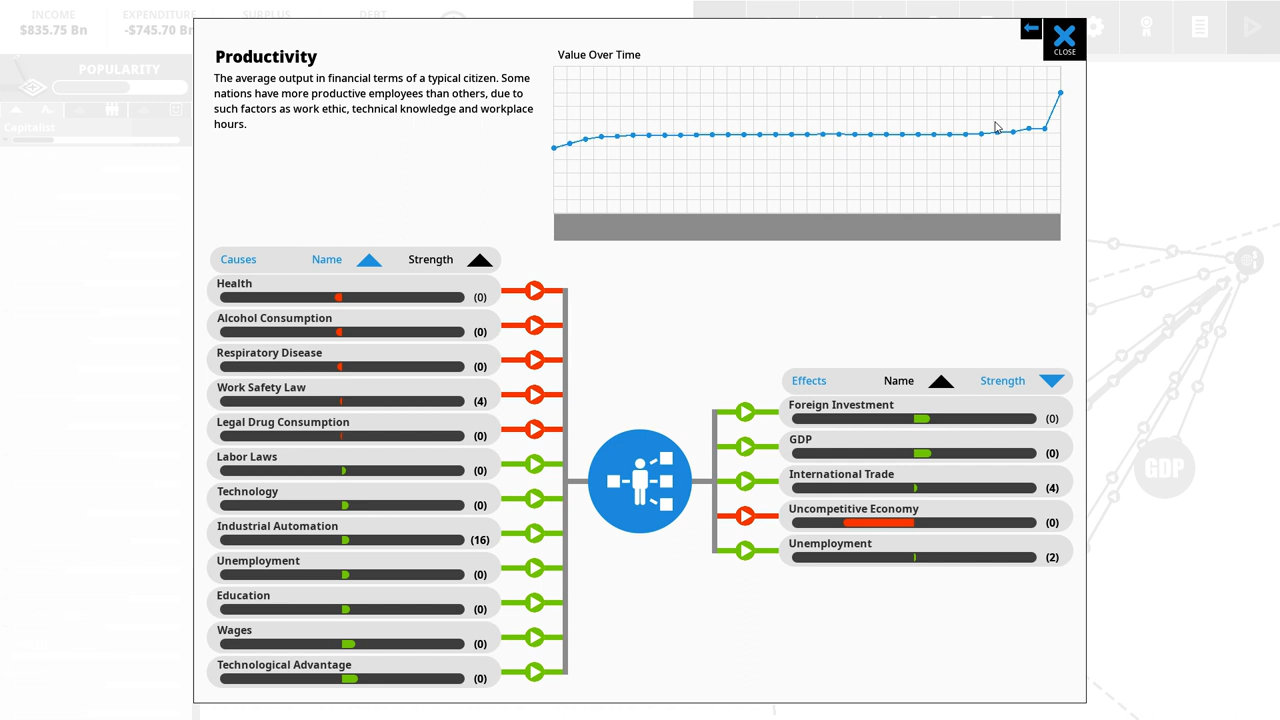 INCOME
EXPENDITURE
SURPLUS
DEBT
$835.75 Bn
-$745.70 Bn
CLOSE
POPULARITY
Capitalist
Productivity
The average output in financial terms of a typical citizen. Some
nations have more productive employees than others, due to
such factors as work ethic, technical knowledge and workplace
hours.
Value Over Time
Causes
Name
Strength
Health
(0)
Alcohol Consumption
(0)
Respiratory Disease
(0)
Work Safety Law
(4)
Legal Drug Consumption
(0)
Labor Laws
(0)
Technology
(0)
Industrial Automation
(16)
Unemployment
(0)
Education
(0)
Wages
(0)
Technological Advantage
(0)
Effects
Name
Strength
Foreign Investment
(0)
GDP
(0)
International Trade
(4)
Uncompetitive Economy
(0)
Unemployment
(2)
GDP